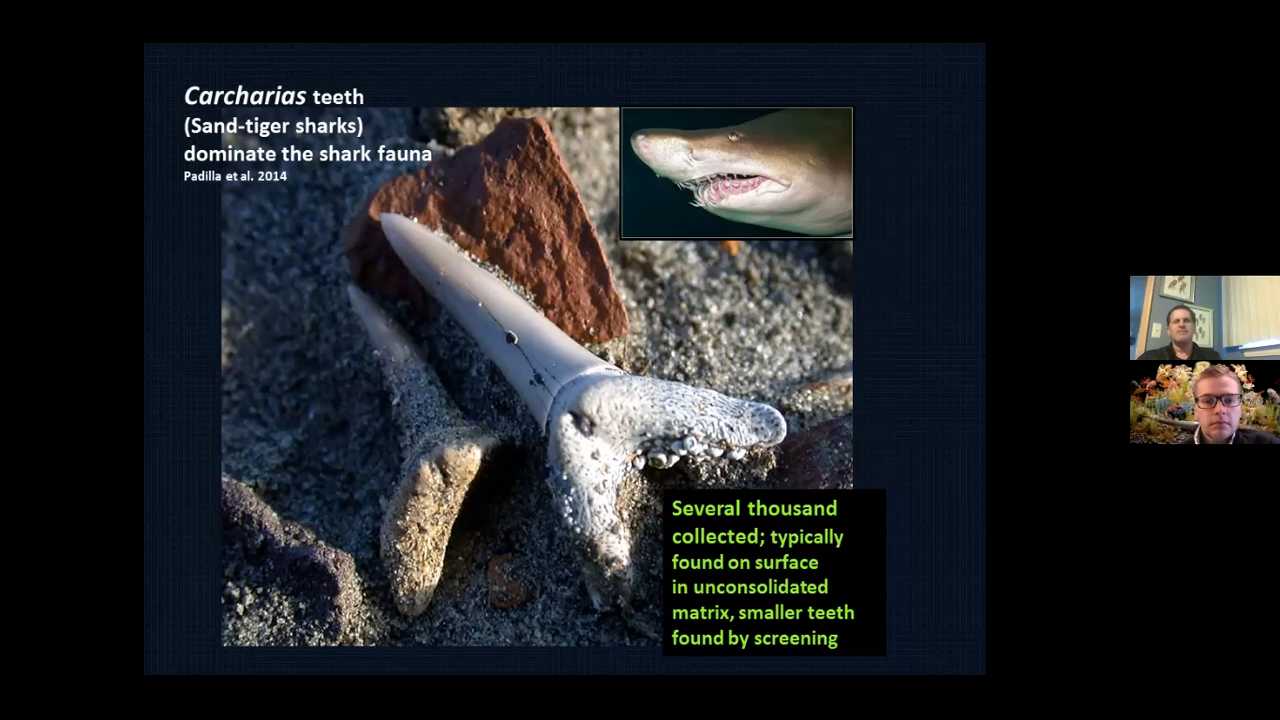 Carcharias teeth
(Sand-tiger sharks)
dominate the shark fauna
Padilla et al. 2014
Several thousand
collected; typically
found on surface
in unconsolidated
matrix, smaller teeth
found by screening